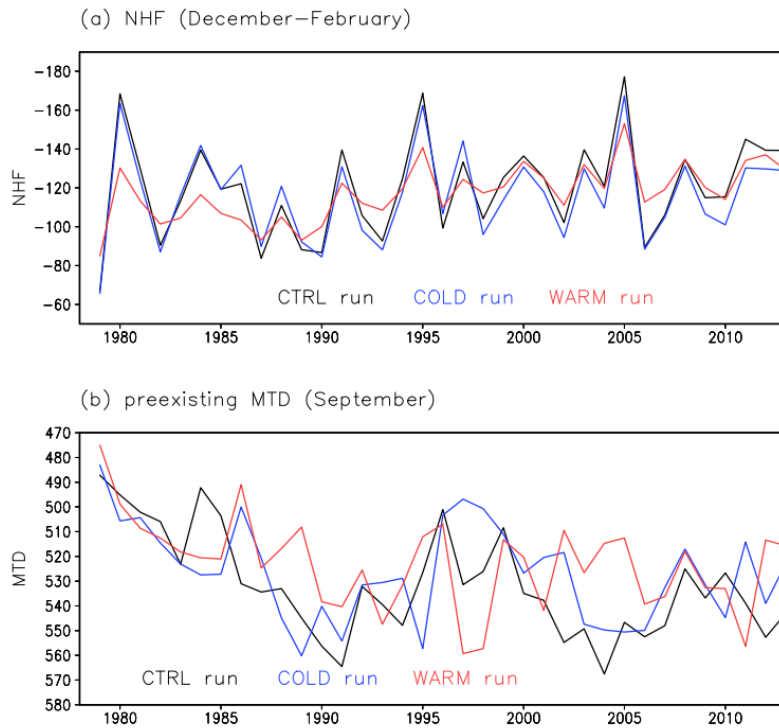 (a) NHF (December−February)
−180
−160
−140
−120
−100
−80
−60
NHF
CTRL run COLD run WARM run
1980 1985 1990 1995 2000 2005 2010
(b) preexisting MTD (September)
470
480
490
500
510
520
530
540
550
560
570
580
MTD
CTRL run COLD run WARM run
1980 1985 1990 1995 2000 2005 2010